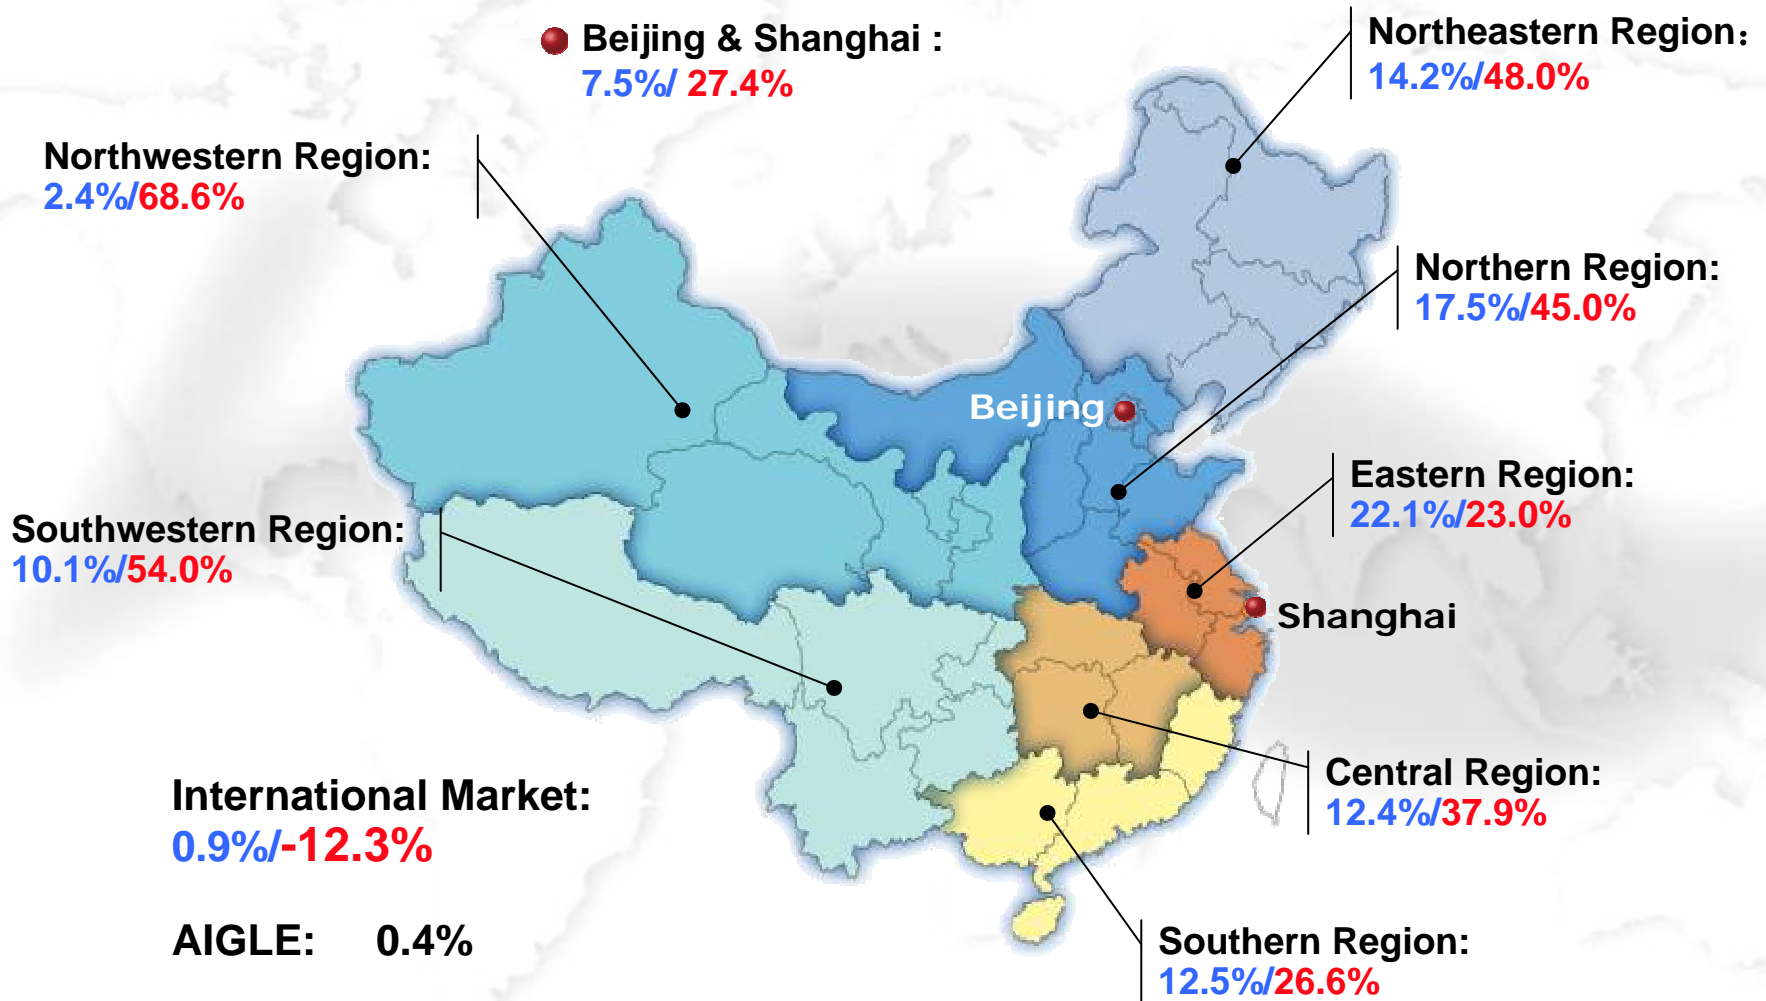 Beijing & Shanghai :
7.5%/ 27.4%
Northeastern Region：
14.2%/48.0%
Northwestern Region:
2.4%/68.6%
Northern Region:
17.5%/45.0%
Beijing
Eastern Region:
22.1%/23.0%
Southwestern Region:
10.1%/54.0%
Shanghai
Central Region:
12.4%/37.9%
International Market:
0.9%/-12.3%
AIGLE: 0.4%
Southern Region:
12.5%/26.6%